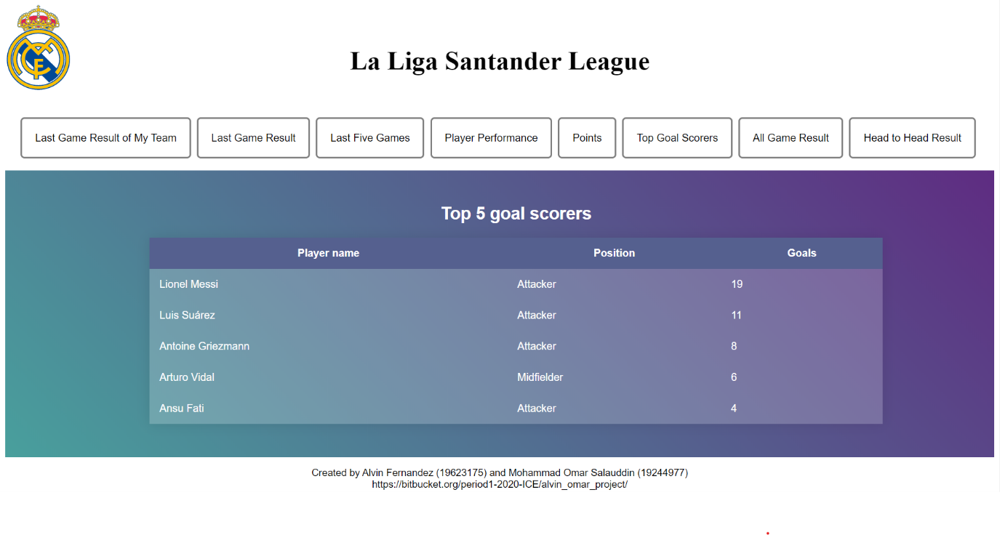 La Liga Santander League
Last Game Result of My Team
Last Game Result
Last Five Games
Player Performance
Points
Top Goal Scorers
All Game Result
Head to Head Result
Top 5 goal scorers
Player name Position Goals
Lionel Messi Attacker 19
Luis Suárez Attacker 11
Antoine Griezmann Attacker 8
Arturo Vidal Midfielder 6
Ansu Fati Attacker 4
Created by Alvin Fernandez (19623175) and Mohammad Omar Salauddin (19244977)
https://bitbucket.org/period1-2020-ICE/alvin_omar_project/